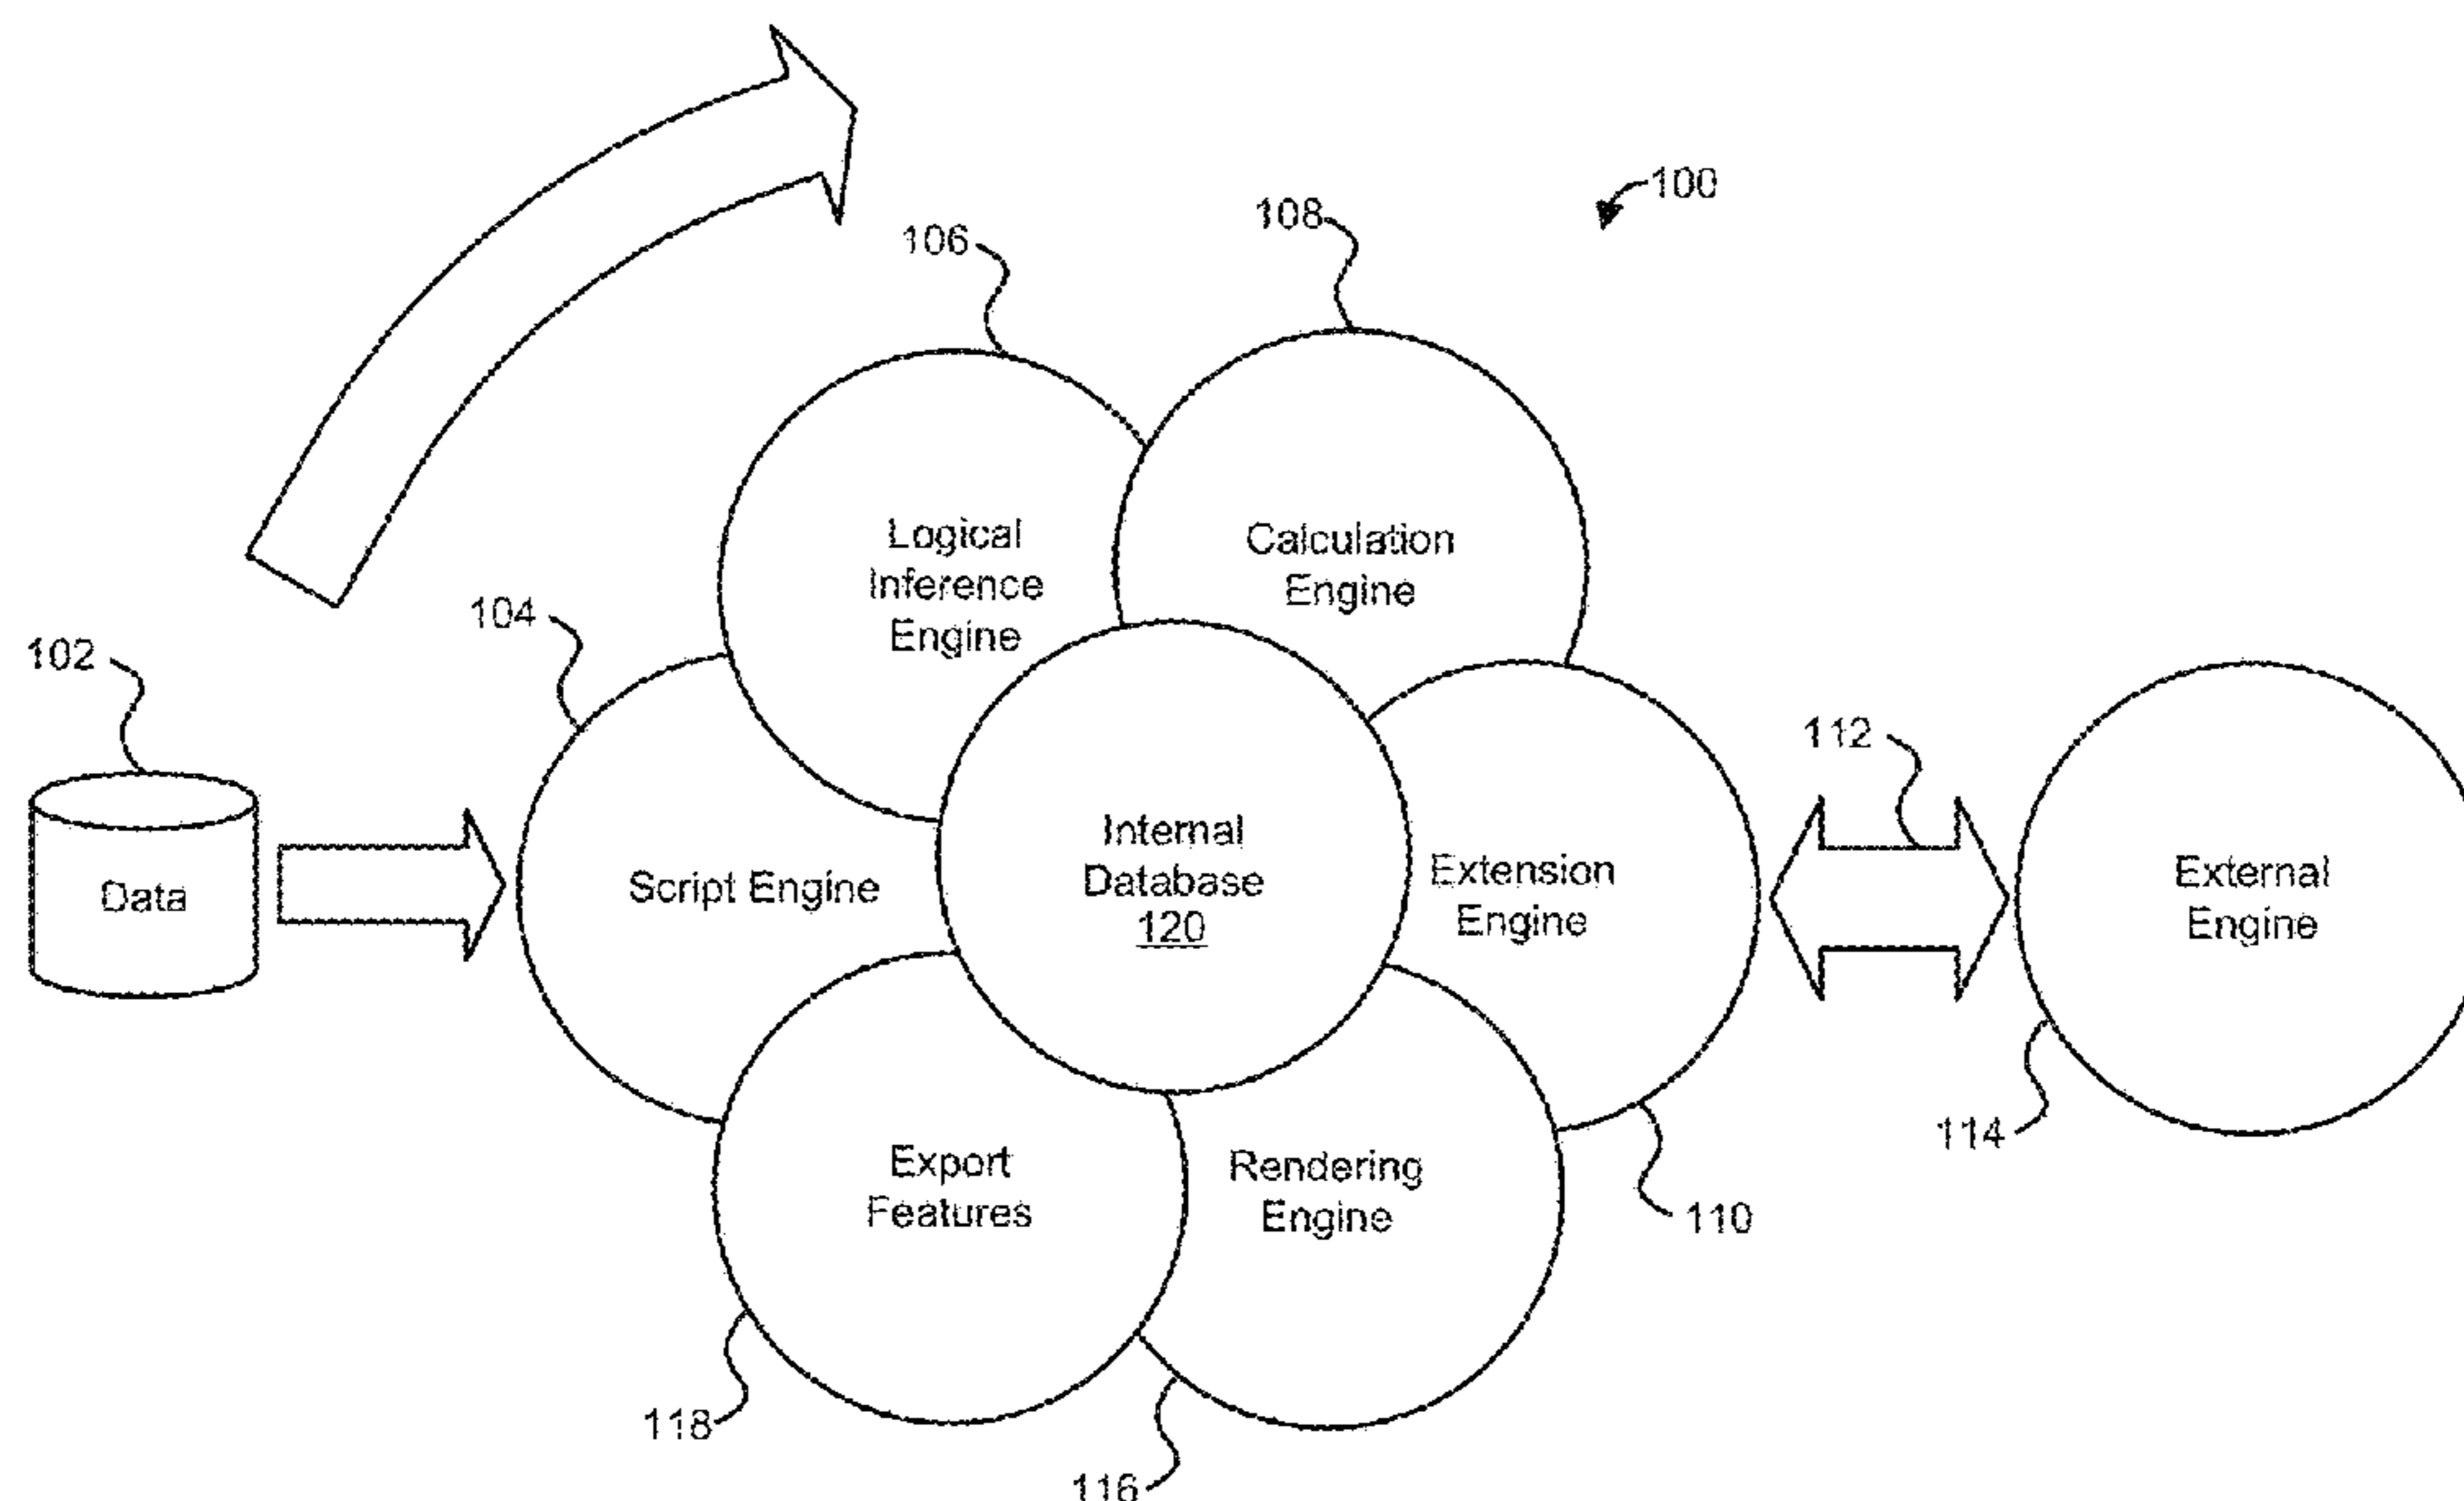 100
108
106
Logical
Inference
Engine
Calculation
Engine
104
102
112
Data
Script Engine
Internal
Database
120
Extension
Engine
External
Engine
114
Export
Features
Rendering
Engine
110
118
116